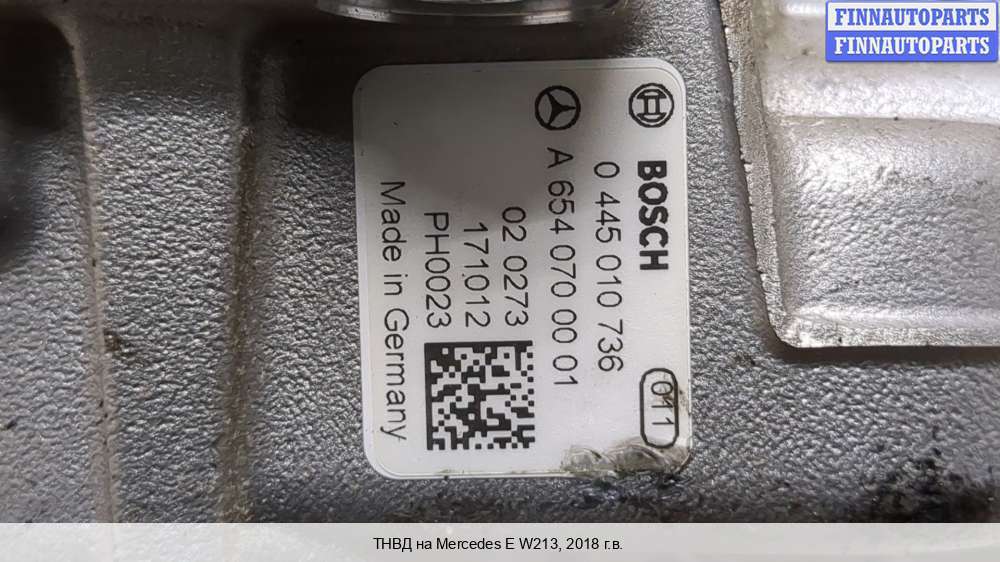 FINNAUTOPARTS
FINNAUTOPARTS
BOSCH
011
0 445 010 736
A 654 070 00 01
02 0273
171012
PH0023
Made in Germany
ТНВД на Mercedes E W213, 2018 г.в.